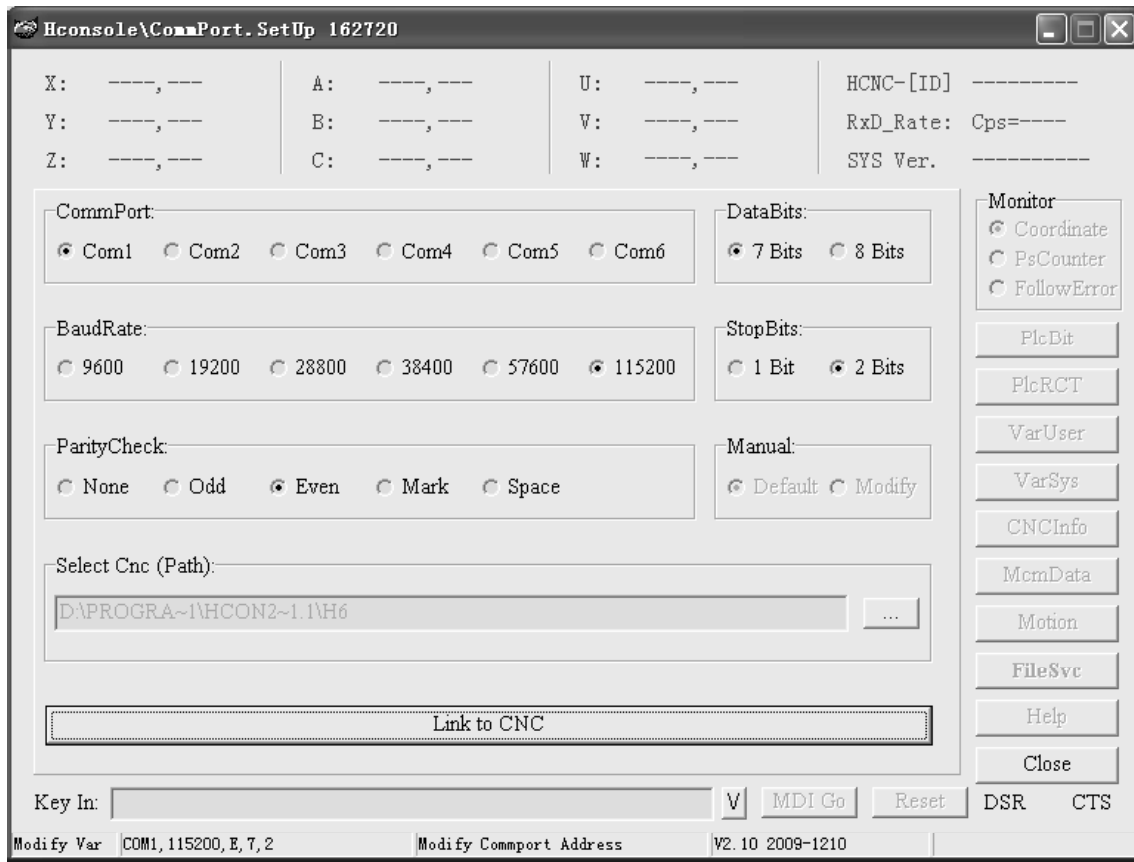 Hconsole\CommPort.SetUp 162720
X: ----,--- A: ----,--- U: ----,--- HCNC-[ID] ---------
Y: ----,--- B: ----,--- V: ----,--- RxD_Rate: Cps=----
Z: ----,--- C: ----,--- W: ----,--- SYS Ver. ----------
CommPort:
Com1 Com2 Com3 Com4 Com5 Com6
DataBits:
7 Bits 8 Bits
BaudRate:
9600 19200 28800 38400 57600 115200
StopBits:
1 Bit 2 Bits
ParityCheck:
None Odd Even Mark Space
Manual:
Default Modify
Select Cnc (Path):
D:\PROGRA~1\HCON2~1.1\H6 ...
Link to CNC
Monitor
Coordinate
PsCounter
FollowError
PlcBit
PlcRCT
VarUser
VarSys
CNCInfo
McmData
Motion
FileSvc
Help
Close
Key In: V MDI Go Reset DSR CTS
Modify Var COM1,115200,E,7,2 Modify Commport Address V2.10 2009-1210